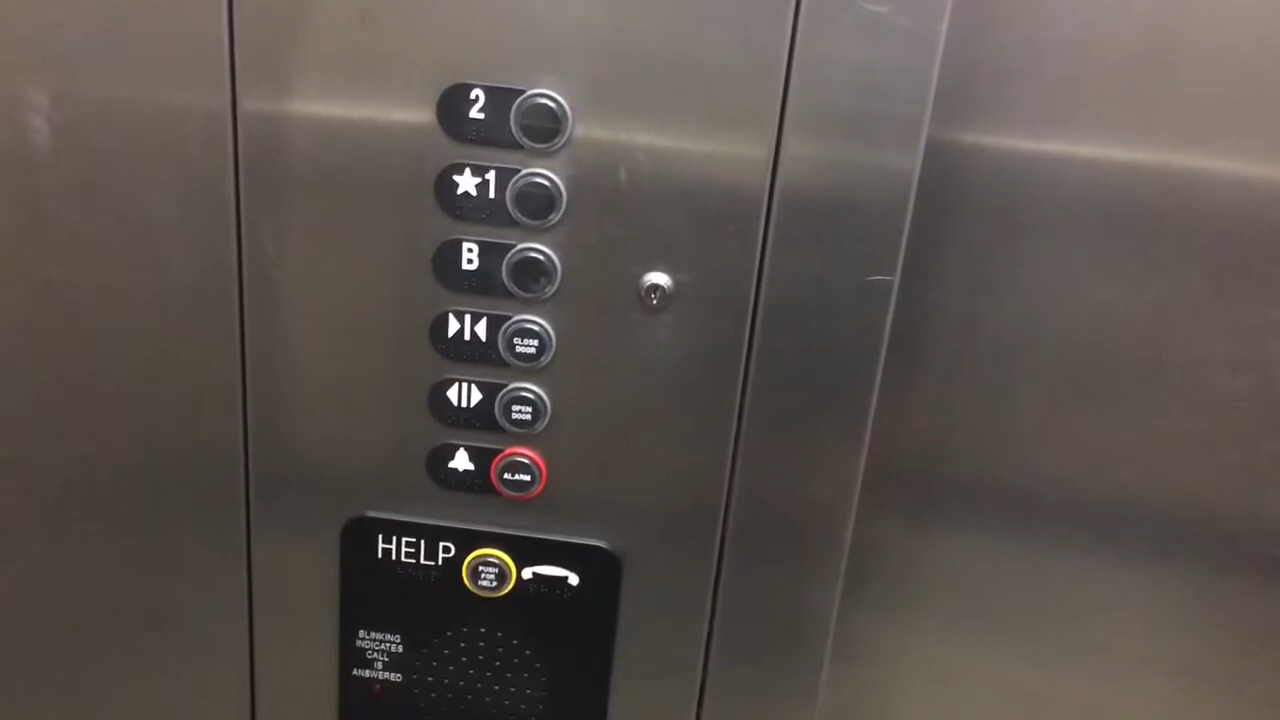 2
★1
B
CLOSE
DOOR
OPEN
DOOR
ALARM
HELP
PUSH
FOR
HELP
BLINKING
INDICATES
CALL
IS
ANSWERED